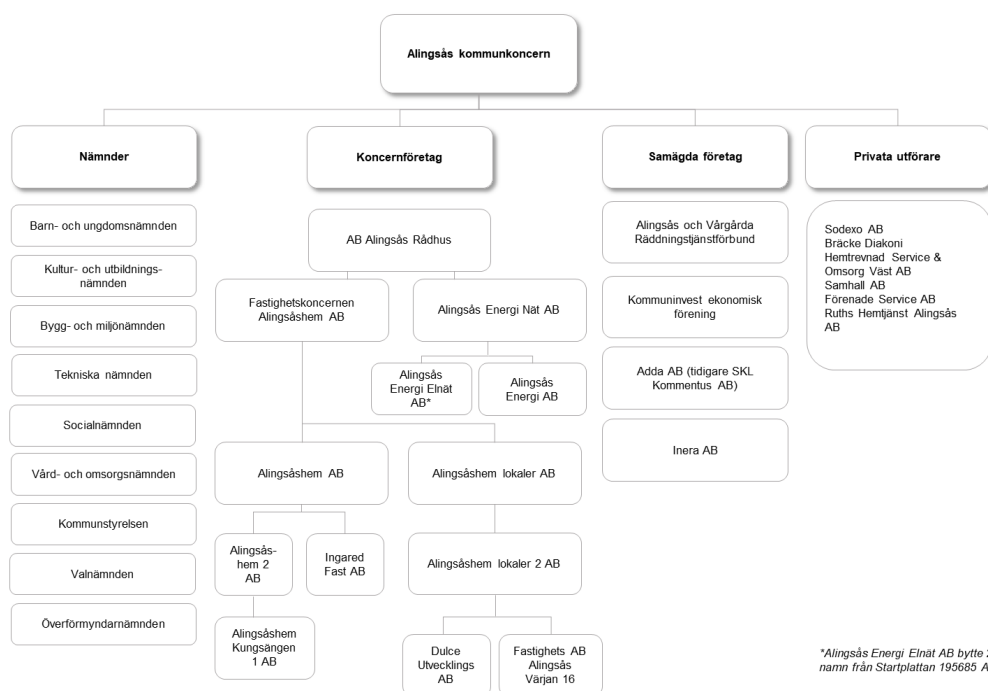 Alingsås kommunkoncern
Nämnder
Koncernföretag
Samägda företag
Privata utförare
Barn- och ungdomsnämnden
Kultur- och utbildnings-
nämnden
Bygg- och miljönämnden
Tekniska nämnden
Socialnämnden
Vård- och omsorgsnämnden
Kommunstyrelsen
Valnämnden
Överförmyndarnämnden
AB Alingsås Rådhus
Fastighetskoncernen
Alingsåshem AB
Alingsås Energi Nät AB
Alingsås
Energi Elnät
AB*
Alingsås
Energi AB
Alingsåshem AB
Alingsåshem lokaler AB
Alingsås-
hem 2
AB
Ingared
Fast AB
Alingsåshem lokaler 2 AB
Alingsåshem
Kungsängen
1 AB
Dulce
Utvecklings
AB
Fastighets AB
Alingsås
Värjan 16
Alingsås och Vårgårda
Räddningstjänstförbund
Kommuninvest ekonomisk
förening
Adda AB (tidigare SKL
Kommentus AB)
Inera AB
Sodexo AB
Bräcke Diakoni
Hemtrevnad Service &
Omsorg Väst AB
Samhall AB
Förenade Service AB
Ruths Hemtjänst Alingsås
AB
*Alingsås Energi Elnät AB bytte
namn från Startplattan 195685